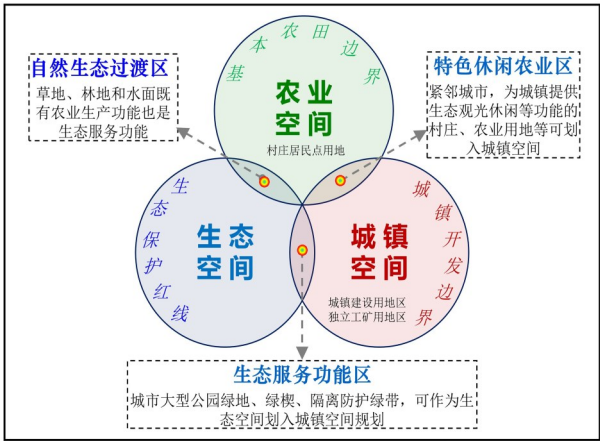 基本农田边界
自然生态过渡区
草地、林地和水面既
有农业生产功能也是
生态服务功能
特色休闲农业区
紧邻城市，为城镇提供
生态观光休闲等功能的
村庄、农业用地等可划
入城镇空间
农业
空间
村庄居民点用地
生态保护红线
生态
空间
城镇
空间
城镇建设用地区
独立工矿用地区
城镇开发边界
生态服务功能区
城市大型公园绿地、绿楔、隔离防护绿带，可作为生
态空间划入城镇空间规划